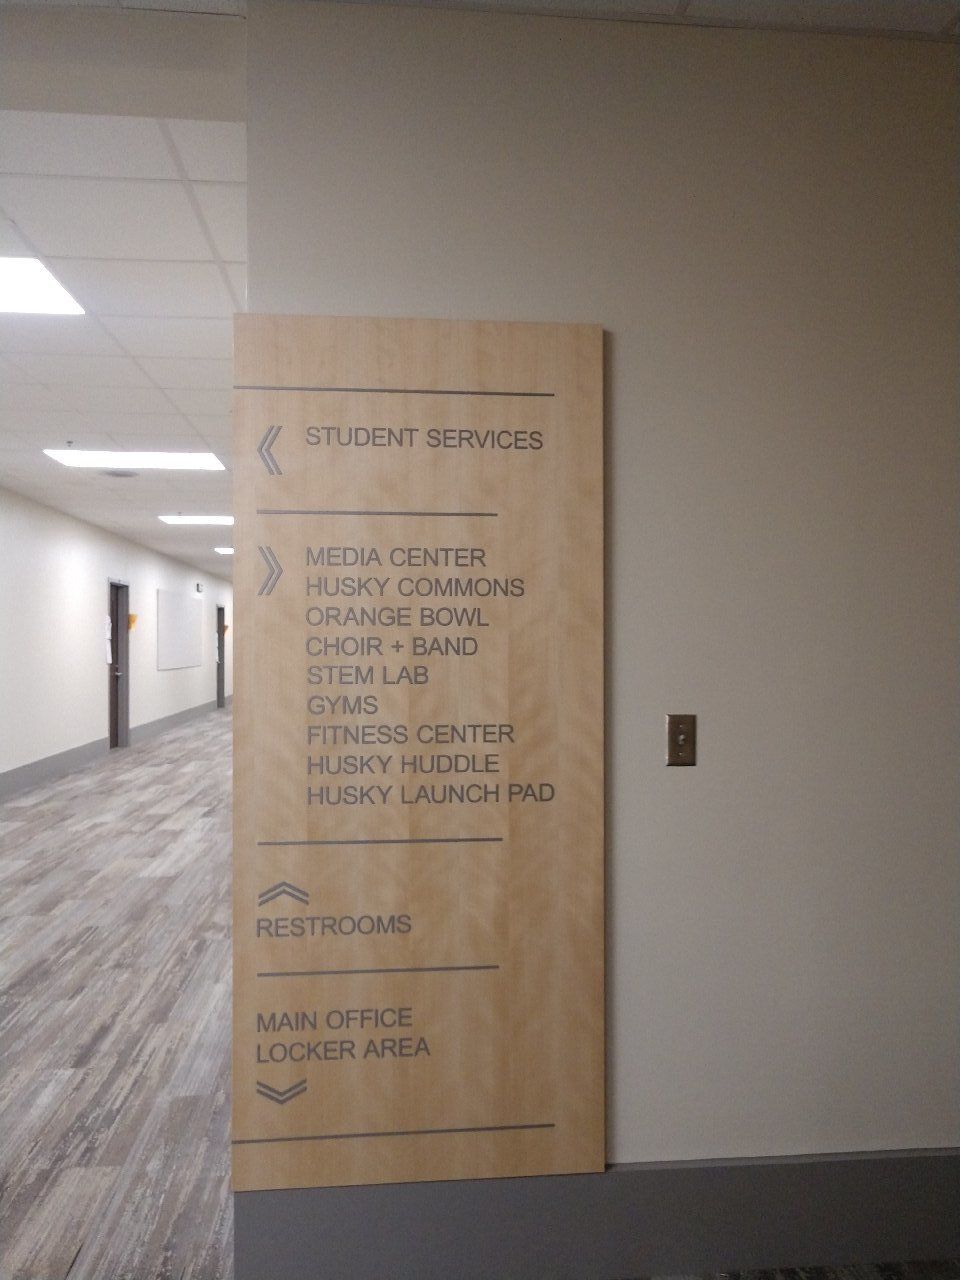 STUDENT SERVICES
MEDIA CENTER
HUSKY COMMONS
ORANGE BOWL
CHOIR + BAND
STEM LAB
GYMS
FITNESS CENTER
HUSKY HUDDLE
HUSKY LAUNCH PAD
RESTROOMS
MAIN OFFICE
LOCKER AREA